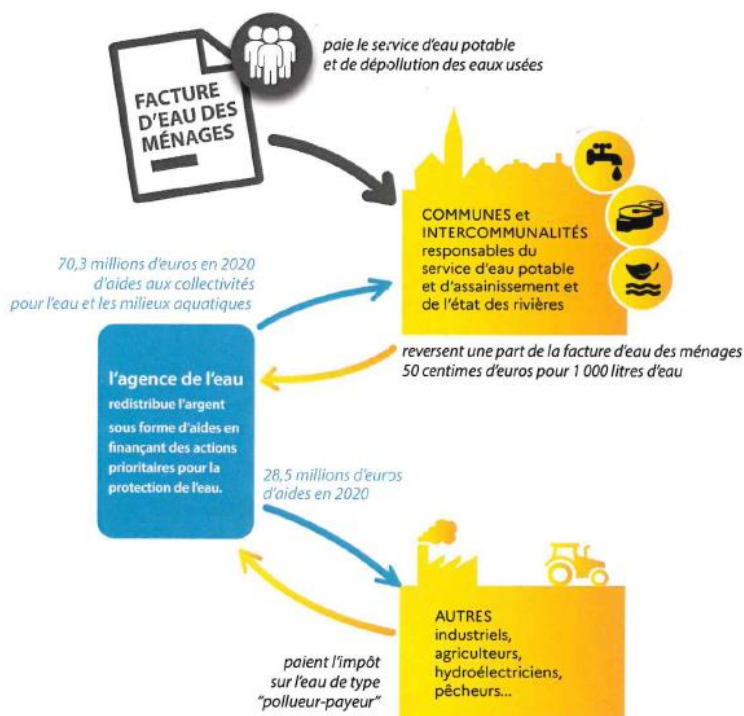 paie le service d'eau potable
et de dépollution des eaux usées
FACTURE
D'EAU DES
MÉNAGES
COMMUNES et
INTERCOMMUNALITÉS
responsables du
service d'eau potable
et d'assainissement et
de l'état des rivières
70,3 millions d'euros en 2020
d'aides aux collectivités
pour l'eau et les milieux aquatiques
reversent une part de la facture d'eau des ménages
50 centimes d'euros pour 1 000 litres d'eau
l'agence de l'eau
redistribue l'argent
sous forme d'aides en
finançant des actions
prioritaires pour la
protection de l'eau.
28,5 millions d'euros
d'aides en 2020
AUTRES
industriels,
agriculteurs,
hydroélectriciens,
pêcheurs...
paient l'impôt
sur l'eau de type
"pollueur-payeur"